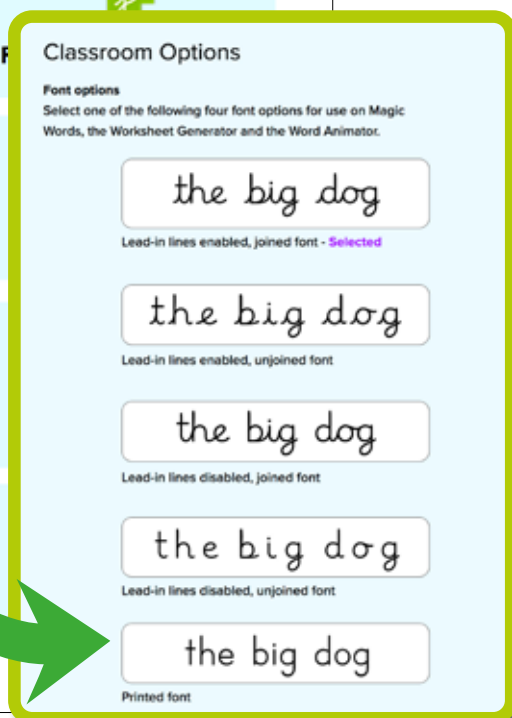 Classroom Options
Font options
Select one of the following four font options for use on Magic
Words, the Worksheet Generator and the Word Animator.
the big dog
Lead-in lines enabled, joined font - Selected
the big dog
Lead-in lines enabled, unjoined font
the big dog
Lead-in lines disabled, joined font
the big dog
Lead-in lines disabled, unjoined font
the big dog
Printed font